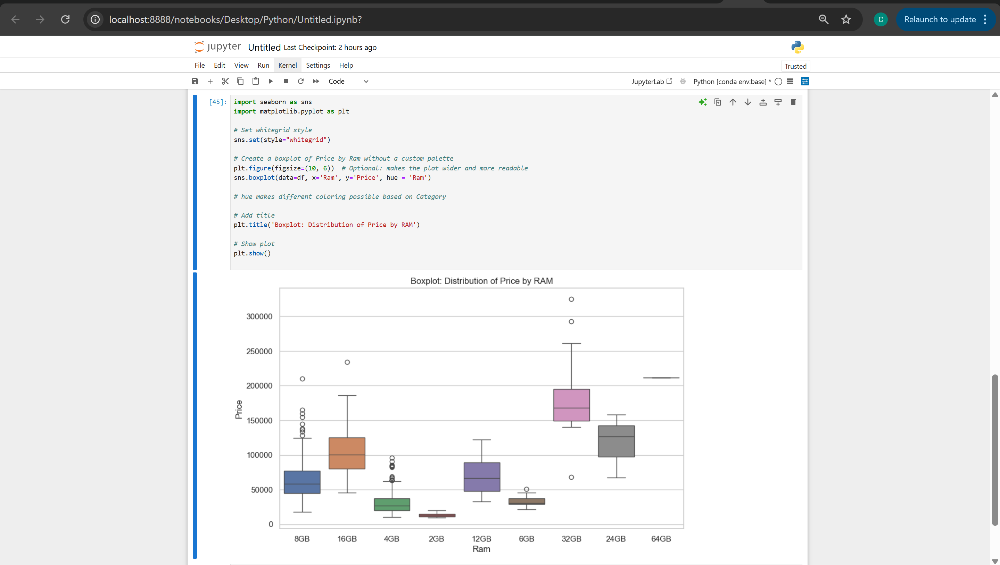 localhost:8888/notebooks/Desktop/Python/Untitled.ipynb?
C
Relaunch to update
jupyter Untitled Last Checkpoint: 2 hours ago
File Edit View Run Kernel Settings Help
Trusted
Code
JupyterLab
Python [conda env:base] *
[45]:
import seaborn as sns
import matplotlib.pyplot as plt
# Set whitegrid style
sns.set(style="whitegrid")
# Create a boxplot of Price by Ram without a custom palette
plt.figure(figsize=(10, 6))  # Optional: makes the plot wider and more readable
sns.boxplot(data=df, x='Ram', y='Price', hue = 'Ram')
# hue makes different coloring possible based on Category
# Add title
plt.title('Boxplot: Distribution of Price by RAM')
# Show plot
plt.show()
Boxplot: Distribution of Price by RAM
300000
250000
200000
150000
100000
50000
0
Price
8GB 16GB 4GB 2GB 12GB 6GB 32GB 24GB 64GB
Ram